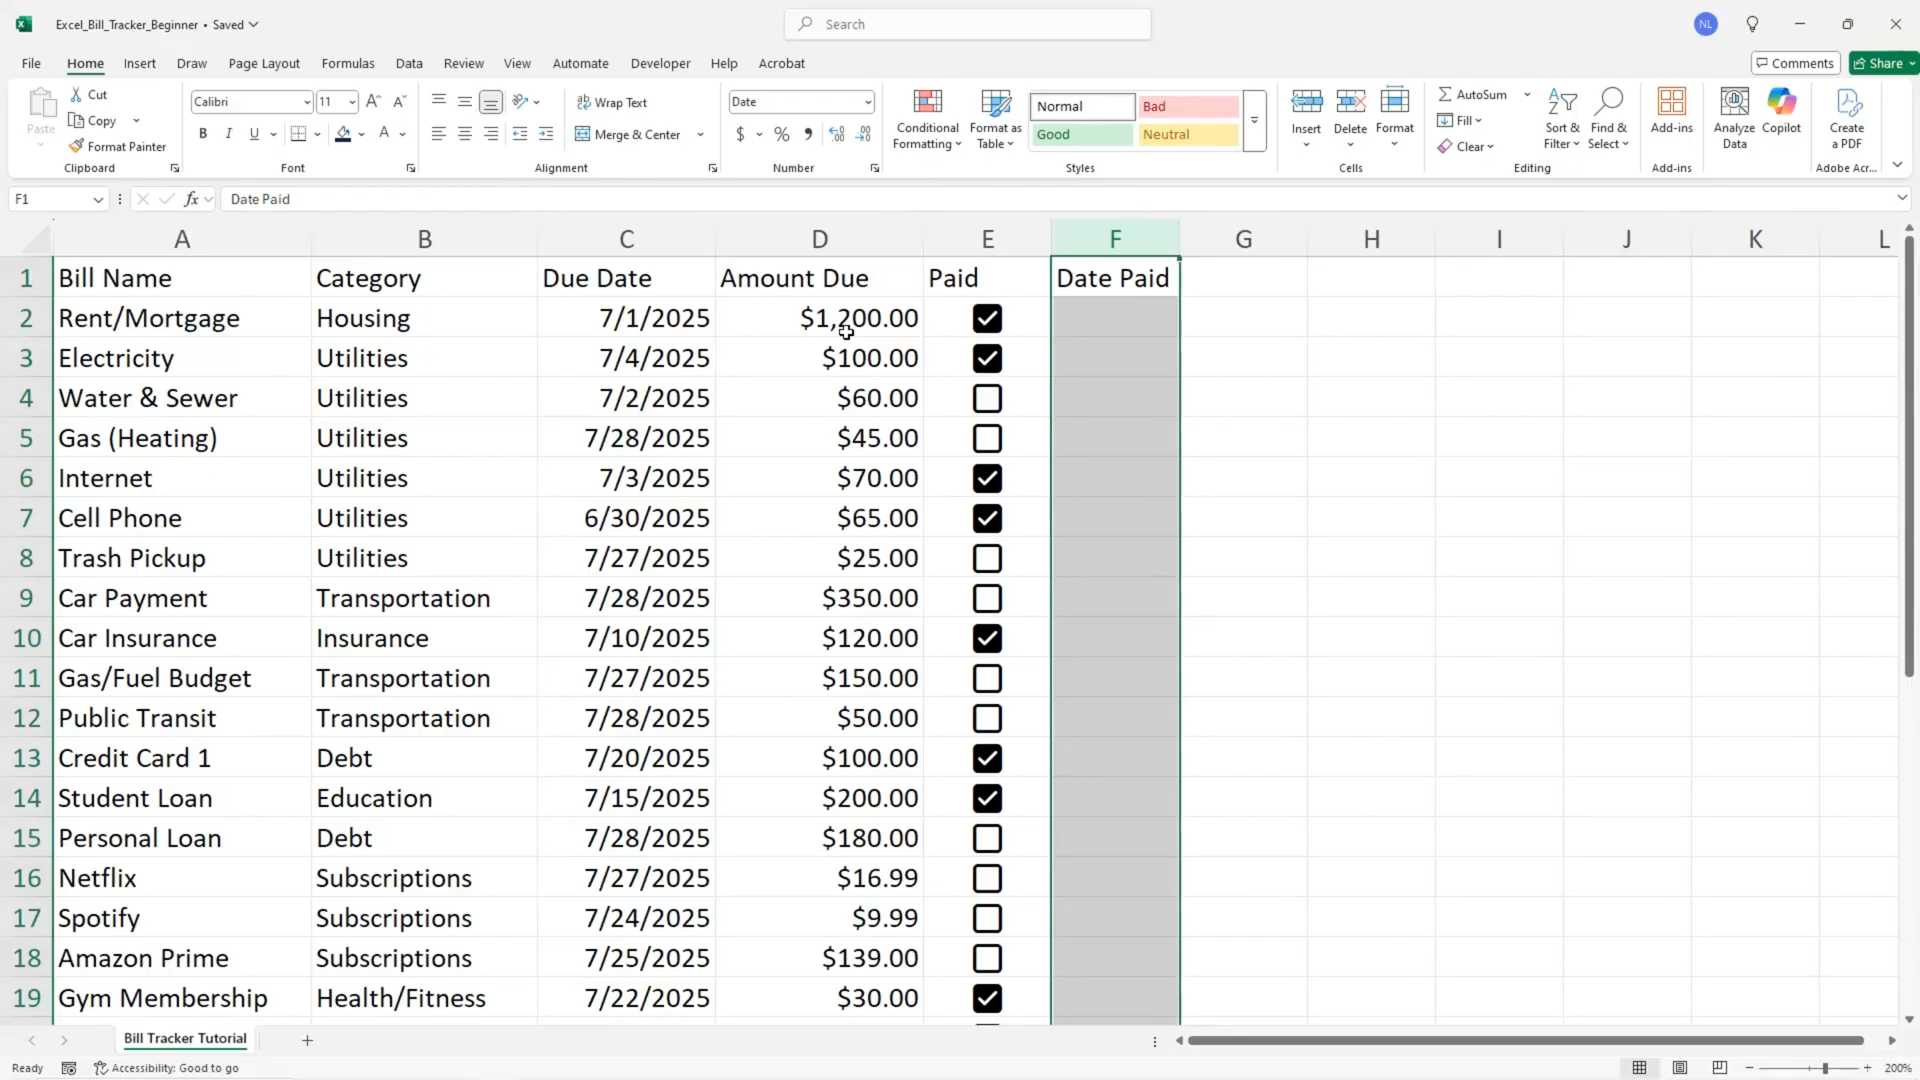 Excel_Bill_Tracker_Beginner • Saved
Search
NL
File Home Insert Draw Page Layout Formulas Data Review View Automate Developer Help Acrobat
Comments Share
Paste
Cut
Copy
Format Painter
Clipboard
Calibri 11
B I U
Font
Wrap Text
Merge & Center
Alignment
Date
$ % 9
Number
Conditional Formatting
Format as Table
Normal Bad
Good Neutral
Styles
Insert Delete Format
Cells
AutoSum
Fill
Clear
Sort & Filter
Find & Select
Editing
Add-ins
Add-ins
Analyze Data
Copilot
Create a PDF
Adobe Acr...
F1 fx Date Paid
A B C D E F G H I J K L
1 Bill Name Category Due Date Amount Due Paid Date Paid
2 Rent/Mortgage Housing 7/1/2025 $1,200.00
3 Electricity Utilities 7/4/2025 $100.00
4 Water & Sewer Utilities 7/2/2025 $60.00
5 Gas (Heating) Utilities 7/28/2025 $45.00
6 Internet Utilities 7/3/2025 $70.00
7 Cell Phone Utilities 6/30/2025 $65.00
8 Trash Pickup Utilities 7/27/2025 $25.00
9 Car Payment Transportation 7/28/2025 $350.00
10 Car Insurance Insurance 7/10/2025 $120.00
11 Gas/Fuel Budget Transportation 7/27/2025 $150.00
12 Public Transit Transportation 7/28/2025 $50.00
13 Credit Card 1 Debt 7/20/2025 $100.00
14 Student Loan Education 7/15/2025 $200.00
15 Personal Loan Debt 7/28/2025 $180.00
16 Netflix Subscriptions 7/27/2025 $16.99
17 Spotify Subscriptions 7/24/2025 $9.99
18 Amazon Prime Subscriptions 7/25/2025 $139.00
19 Gym Membership Health/Fitness 7/22/2025 $30.00
Bill Tracker Tutorial
Ready Accessibility: Good to go 200%